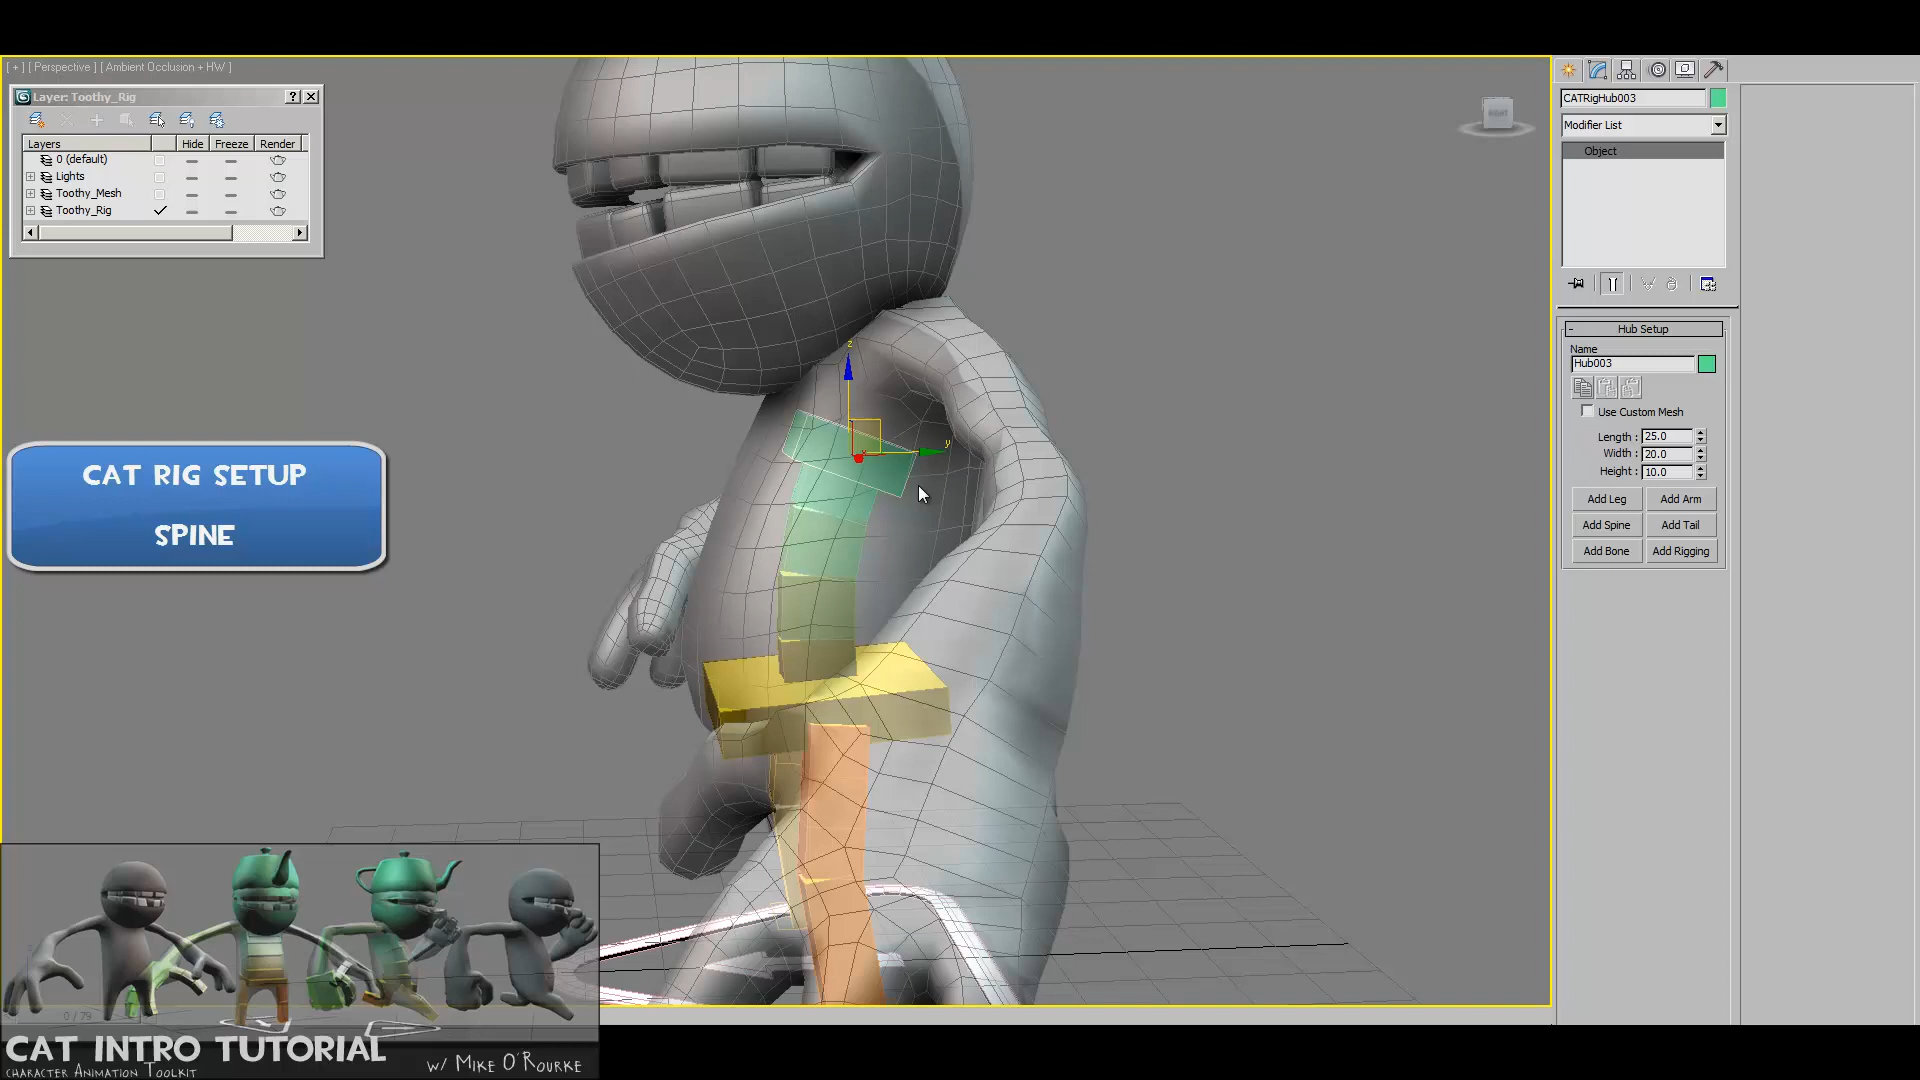 [ + ] [ Perspective ] [ Ambient Occlusion + HW ]
Layer: Toothy_Rig
?
Layers Hide Freeze Render
0 (default)
Lights
Toothy_Mesh
Toothy_Rig
CAT RIG SETUP
SPINE
z
y
x
RIGHT
CATRigHub003
Modifier List
Object
- Hub Setup
Name
Hub003
Use Custom Mesh
Length : 25.0
Width : 20.0
Height : 10.0
Add Leg Add Arm
Add Spine Add Tail
Add Bone Add Rigging
0 / 79
CAT INTRO TUTORIAL
CHARACTER ANIMATION TOOLKIT
W/ MIKE O'ROURKE